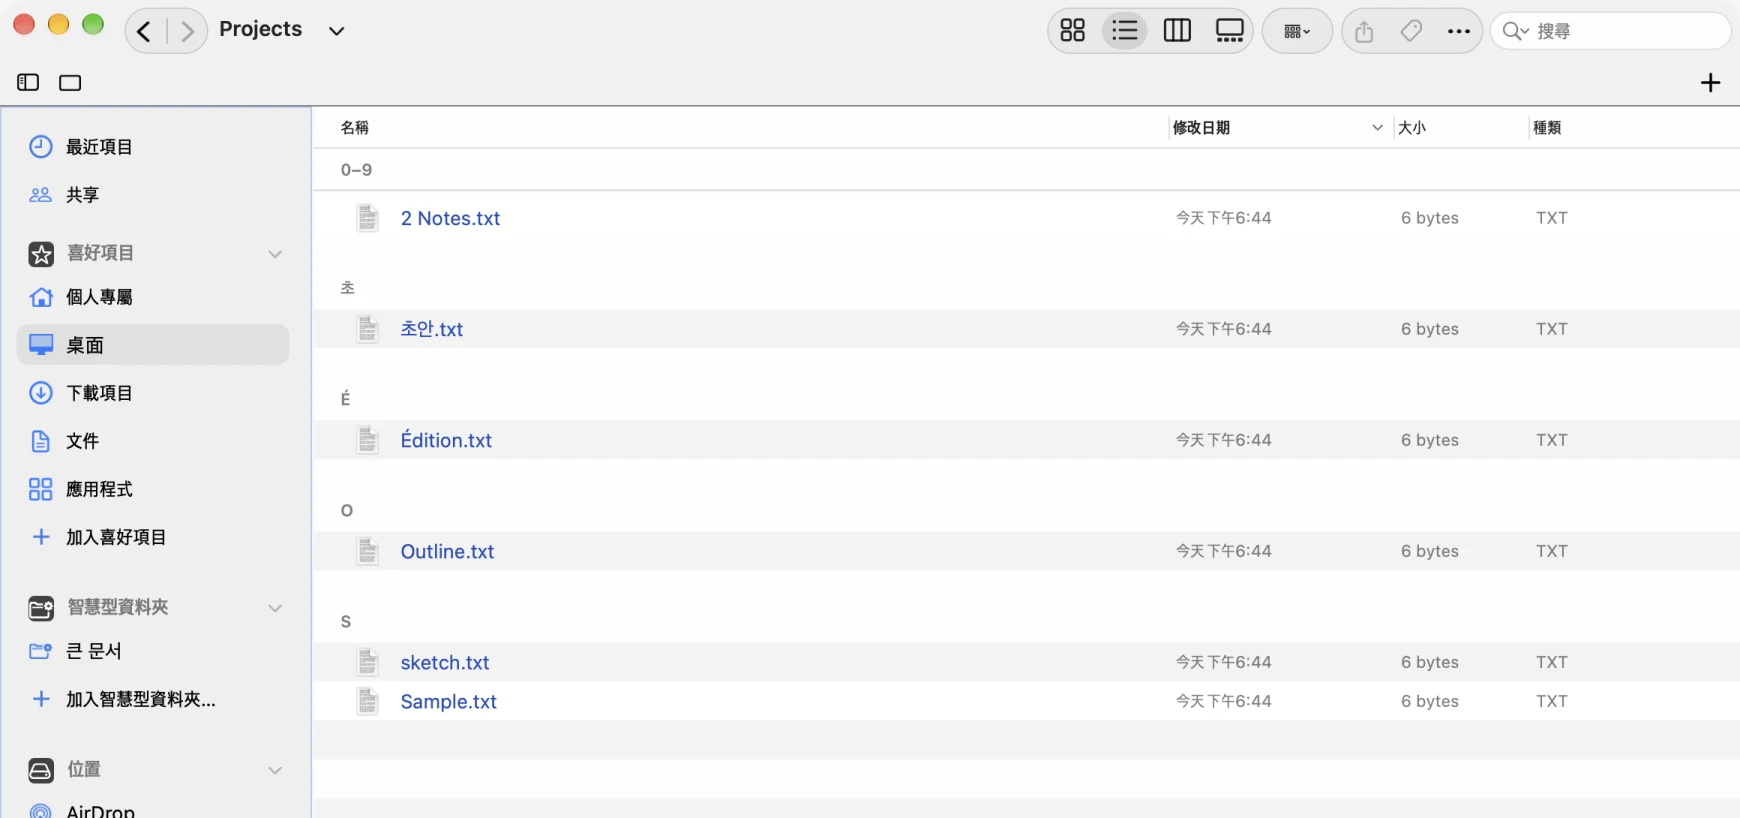 Projects
搜尋
最近項目
共享
喜好項目
個人專屬
桌面
下載項目
文件
應用程式
加入喜好項目
智慧型資料夾
큰 문서
加入智慧型資料夾...
位置
AirDrop
名稱 修改日期 大小 種類
0–9
2 Notes.txt 今天 下午6:44 6 bytes TXT
초
초안.txt 今天 下午6:44 6 bytes TXT
É
Édition.txt 今天 下午6:44 6 bytes TXT
O
Outline.txt 今天 下午6:44 6 bytes TXT
S
sketch.txt 今天 下午6:44 6 bytes TXT
Sample.txt 今天 下午6:44 6 bytes TXT